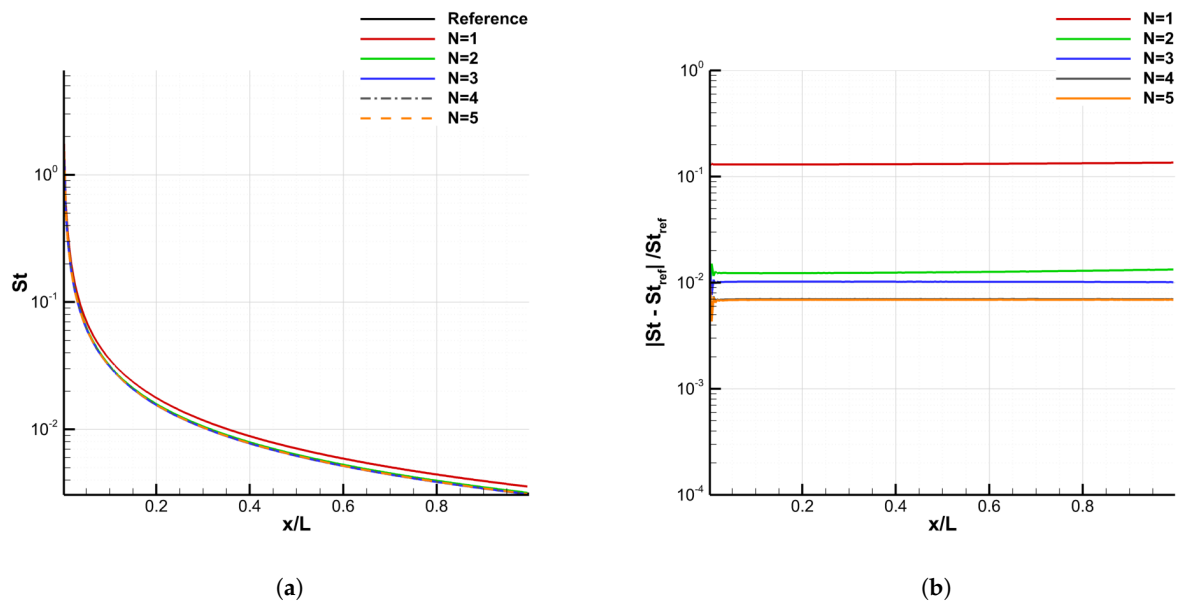 Reference
N=1
N=2
N=3
N=4
N=5
10^0
10^-1
10^-2
St
0.2 0.4 0.6 0.8
x/L
(a)
N=1
N=2
N=3
N=4
N=5
10^0
10^-1
10^-2
10^-3
10^-4
|St - St_ref| /St_ref
0.2 0.4 0.6 0.8
x/L
(b)